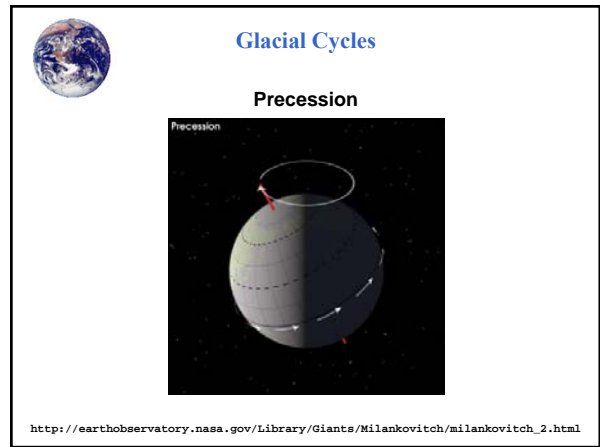 Glacial Cycles
Precession
Precession
http://earthobservatory.nasa.gov/Library/Giants/Milankovitch/milankovitch_2.html